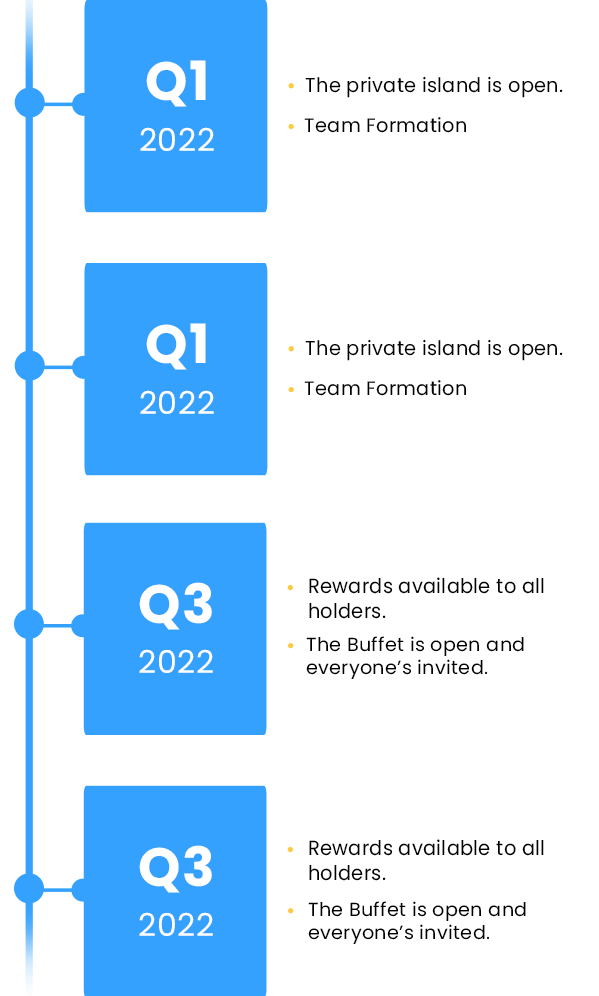 Q1
2022
• The private island is open.
• Team Formation
Q1
2022
• The private island is open.
• Team Formation
Q3
2022
• Rewards available to all
holders.
• The Buffet is open and
everyone’s invited.
Q3
2022
• Rewards available to all
holders.
• The Buffet is open and
everyone’s invited.